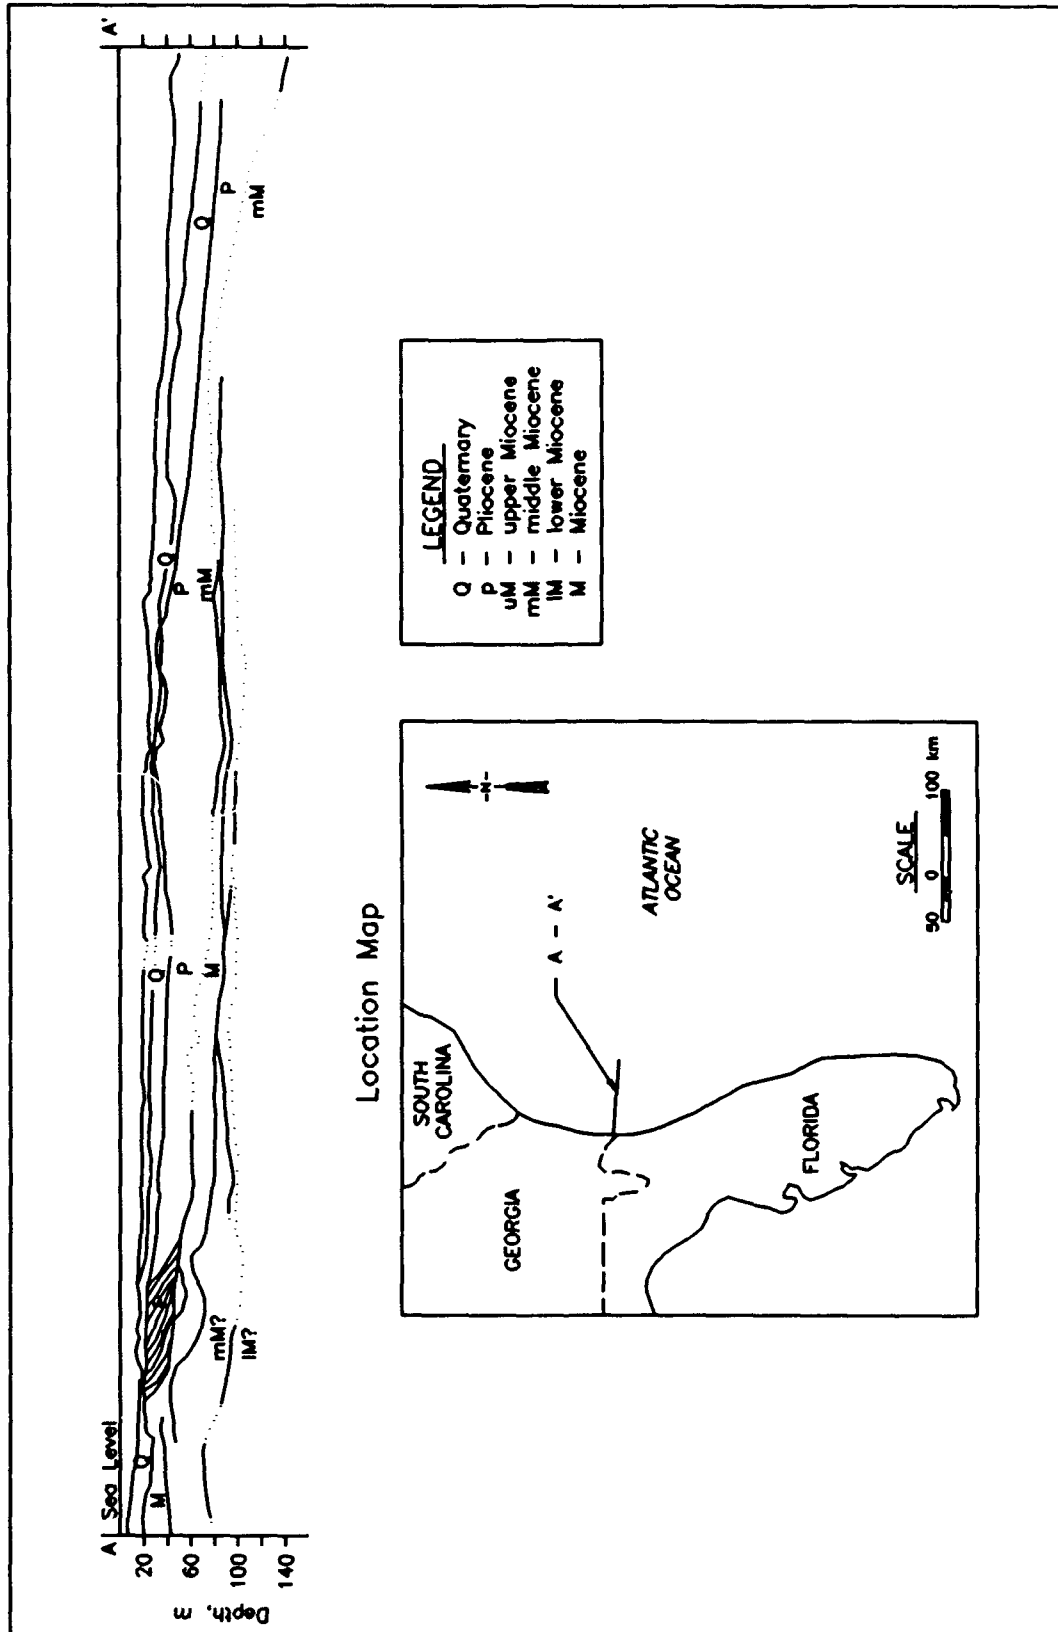 A
Sea Level
A'
Depth, m
20
60
100
140
Q
M
mM?
lM?
Q
P
M
Q
P
mM
Q
P
mM
Location Map
SOUTH
CAROLINA
GEORGIA
FLORIDA
A - A'
ATLANTIC
OCEAN
-N-
SCALE
50 0 100 km
LEGEND
Q - Quaternary
P - Pliocene
uM - upper Miocene
mM - middle Miocene
lM - lower Miocene
M - Miocene